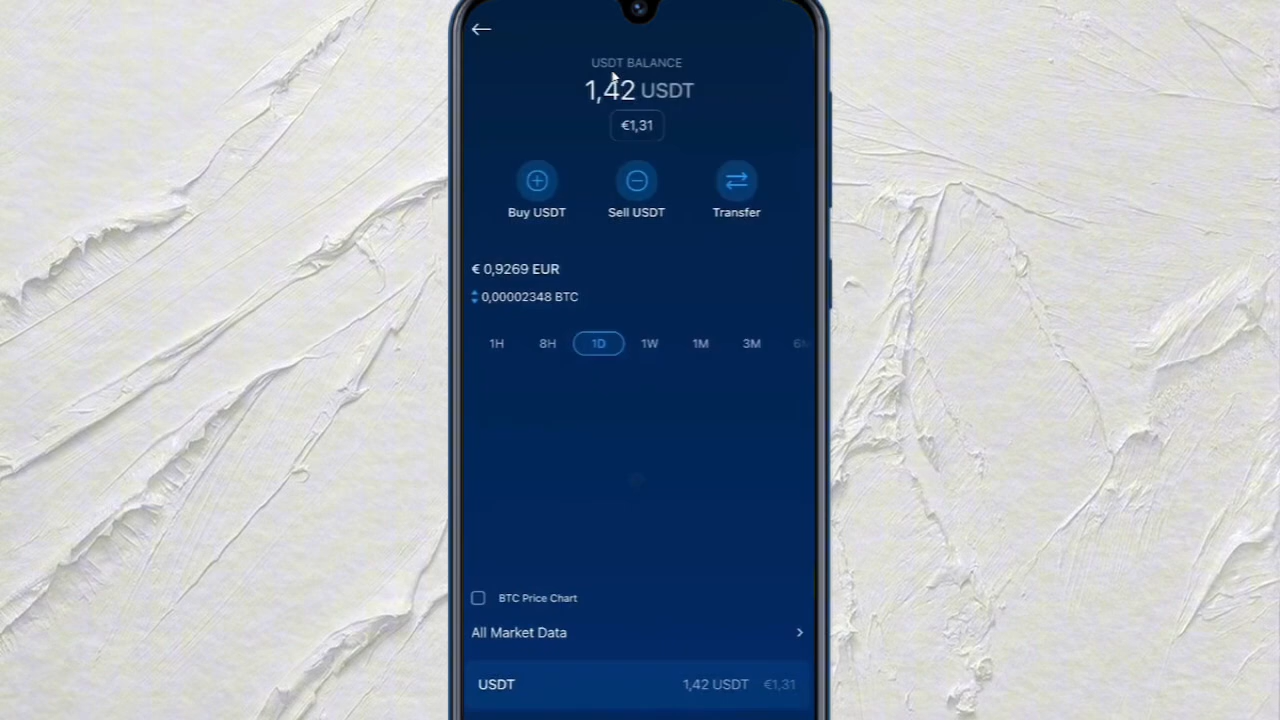 USDT BALANCE
1,42 USDT
€1,31
Buy USDT
Sell USDT
Transfer
€ 0,9269 EUR
0,00002348 BTC
1H 8H 1D 1W 1M 3M 6M
BTC Price Chart
All Market Data
USDT 1,42 USDT €1,31